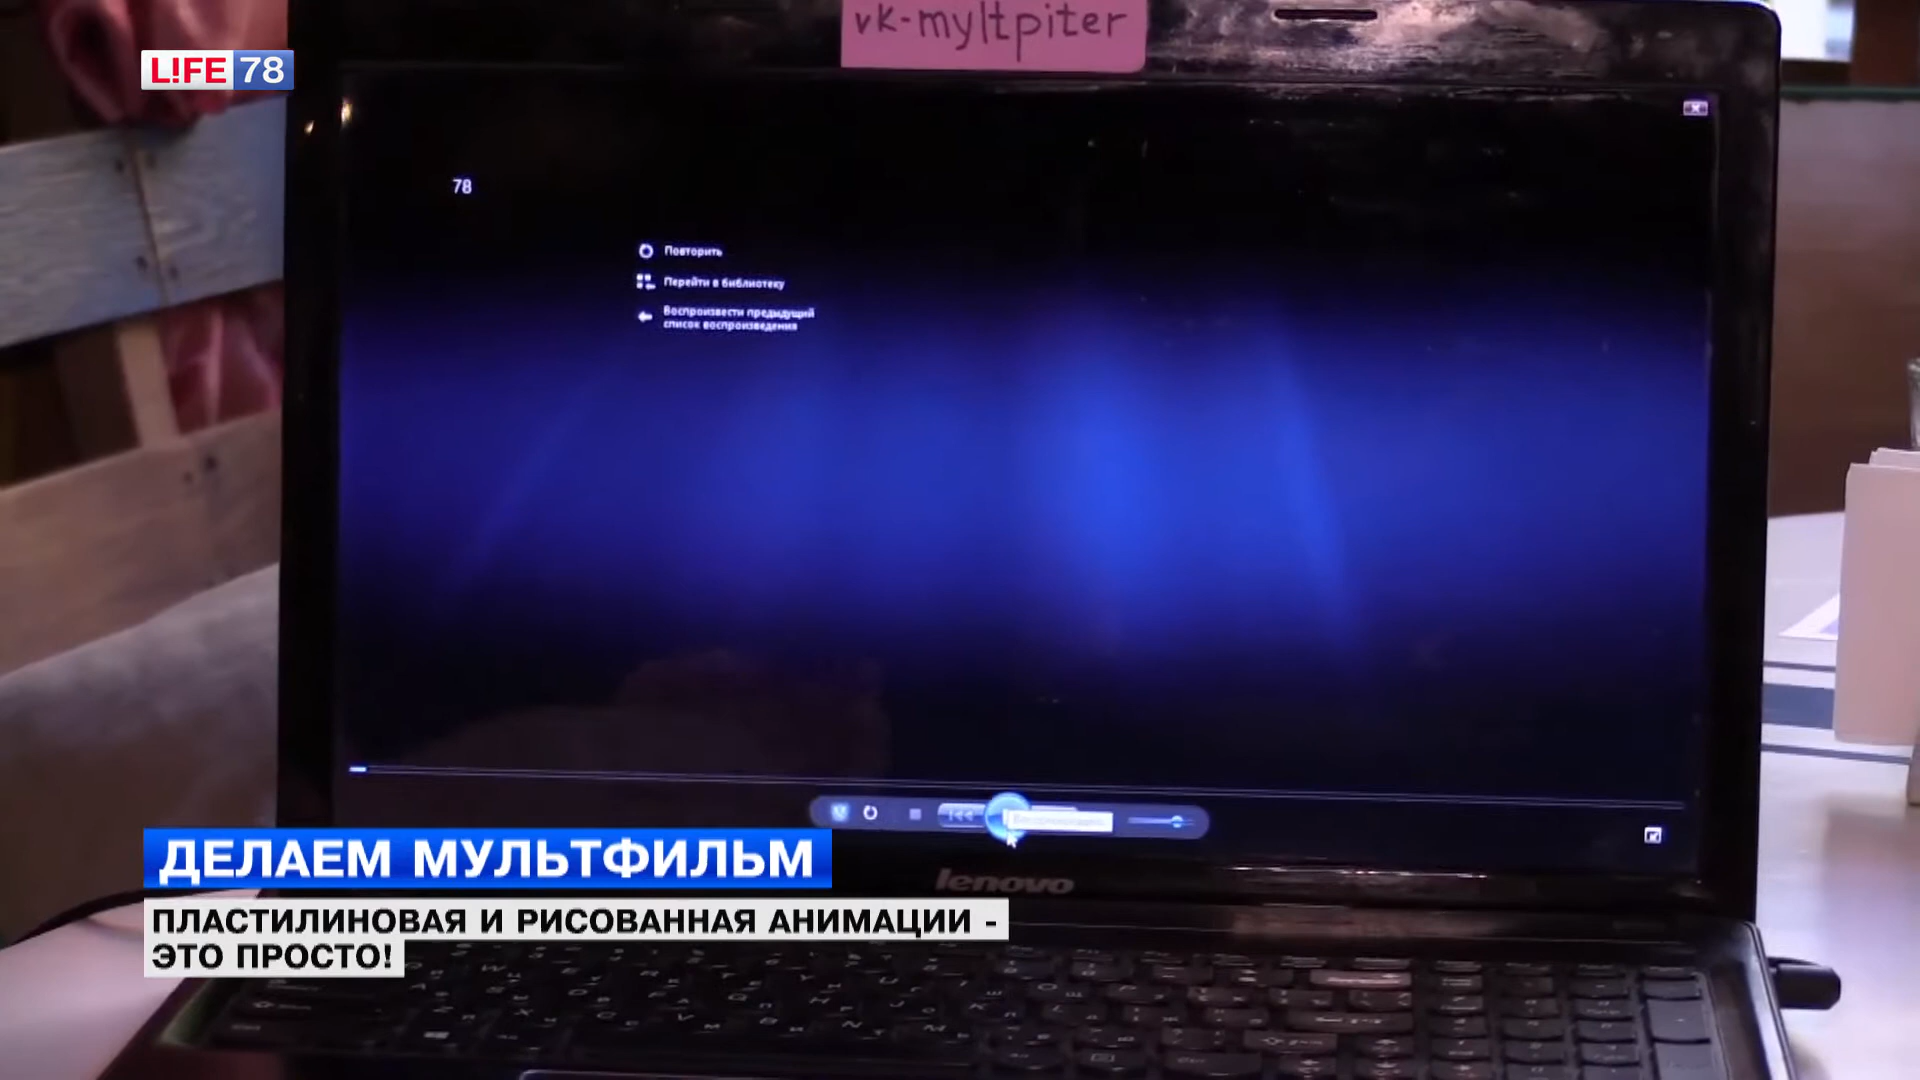 vk-myltpiter
L!FE 78
78
Повторить
Перейти в библиотеку
Воспроизвести предыдущий
список воспроизведения
lenovo
ДЕЛАЕМ МУЛЬТФИЛЬМ
ПЛАСТИЛИНОВАЯ И РИСОВАННАЯ АНИМАЦИИ -
ЭТО ПРОСТО!